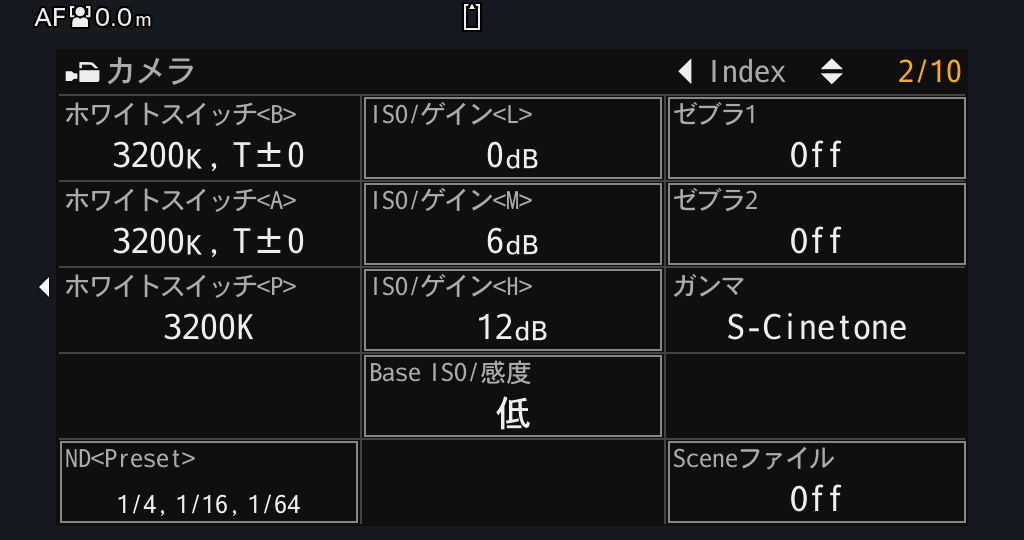 AF 0.0m
カメラ Index 2/10
ホワイトスイッチ<B> ISO/ゲイン<L> ゼブラ1
3200K, T±0 0dB Off
ホワイトスイッチ<A> ISO/ゲイン<M> ゼブラ2
3200K, T±0 6dB Off
ホワイトスイッチ<P> ISO/ゲイン<H> ガンマ
3200K 12dB S-Cinetone
Base ISO/感度
低
ND<Preset> Sceneファイル
1/4, 1/16, 1/64 Off